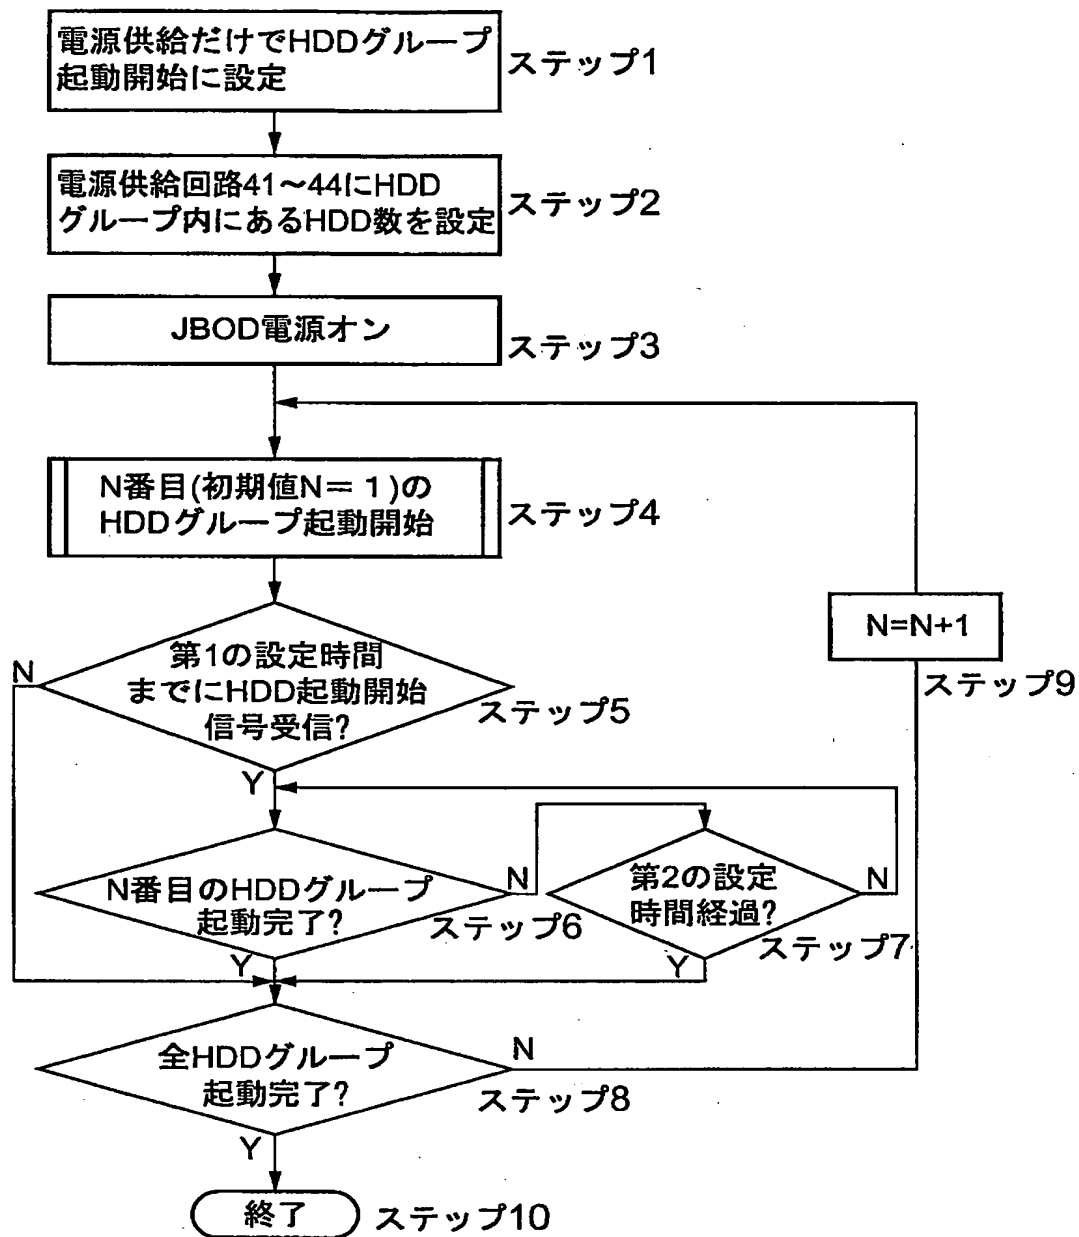 電源供給だけでHDDグループ
起動開始に設定
ステップ1
電源供給回路41～44にHDD
グループ内にあるHDD数を設定
ステップ2
JBOD電源オン
ステップ3
N番目(初期値N＝1)の
HDDグループ起動開始
ステップ4
N=N+1
ステップ9
第1の設定時間
までにHDD起動開始
信号受信?
N
ステップ5
Y
N番目のHDDグループ
起動完了?
N
ステップ6
Y
第2の設定
時間経過?
N
ステップ7
Y
全HDDグループ
起動完了?
N
ステップ8
Y
終了
ステップ10